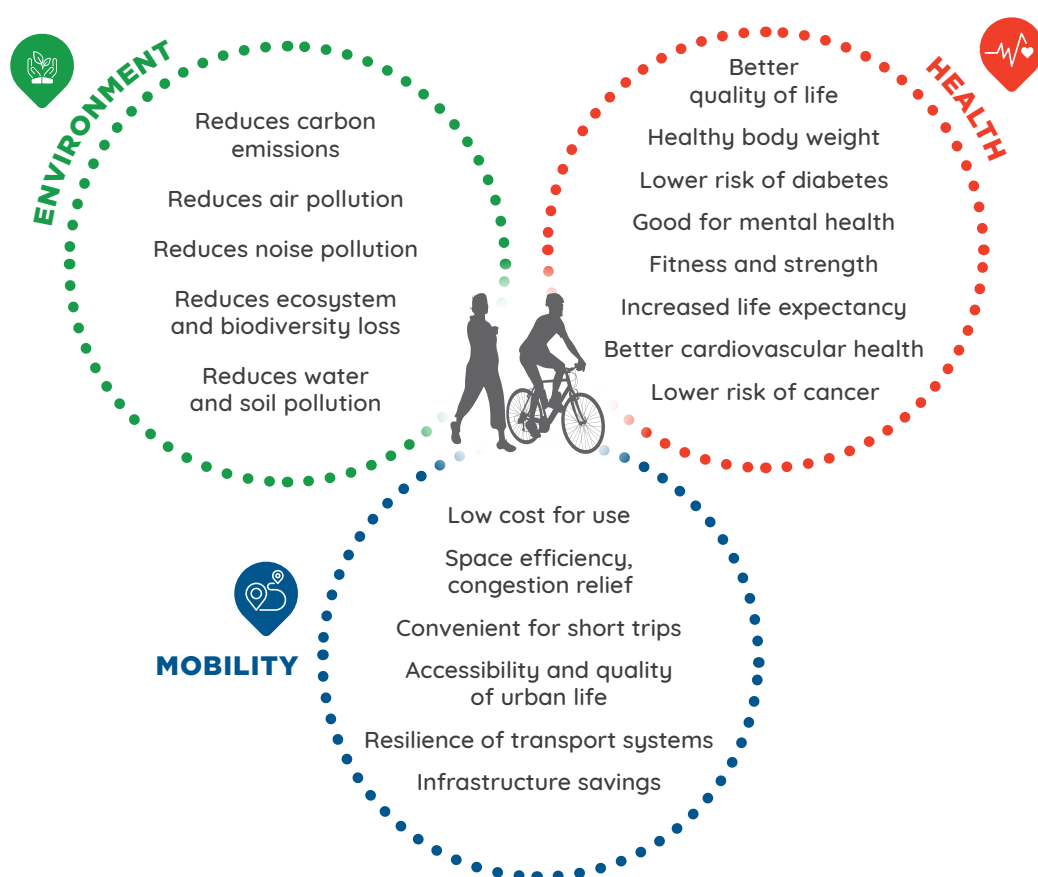 ENVIRONMENT
Reduces carbon
emissions
Reduces air pollution
Reduces noise pollution
Reduces ecosystem
and biodiversity loss
Reduces water
and soil pollution
HEALTH
Better
quality of life
Healthy body weight
Lower risk of diabetes
Good for mental health
Fitness and strength
Increased life expectancy
Better cardiovascular health
Lower risk of cancer
MOBILITY
Low cost for use
Space efficiency,
congestion relief
Convenient for short trips
Accessibility and quality
of urban life
Resilience of transport systems
Infrastructure savings